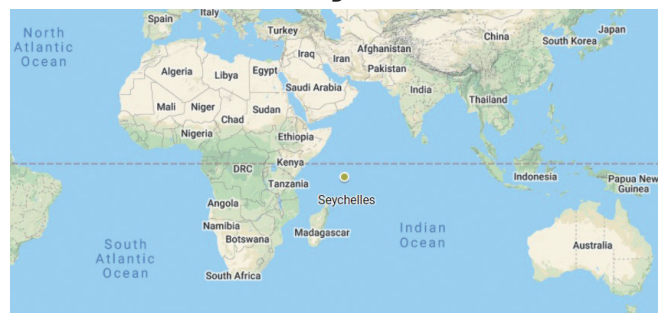 Spain
Italy
Turkey
North
Atlantic
Ocean
China
Japan
South Korea
Afghanistan
Iraq
Iran
Pakistan
Algeria
Libya
Egypt
Saudi Arabia
India
Mali
Niger
Sudan
Chad
Thailand
Nigeria
Ethiopia
DRC
Kenya
Tanzania
Indonesia
Papua New
Guinea
Seychelles
Angola
Namibia
Botswana
Madagascar
Indian
Ocean
South
Atlantic
Ocean
Australia
South Africa